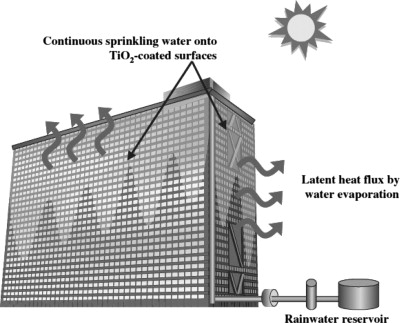 Continuous sprinkling water onto
TiO₂-coated surfaces
Latent heat flux by
water evaporation
Rainwater reservoir